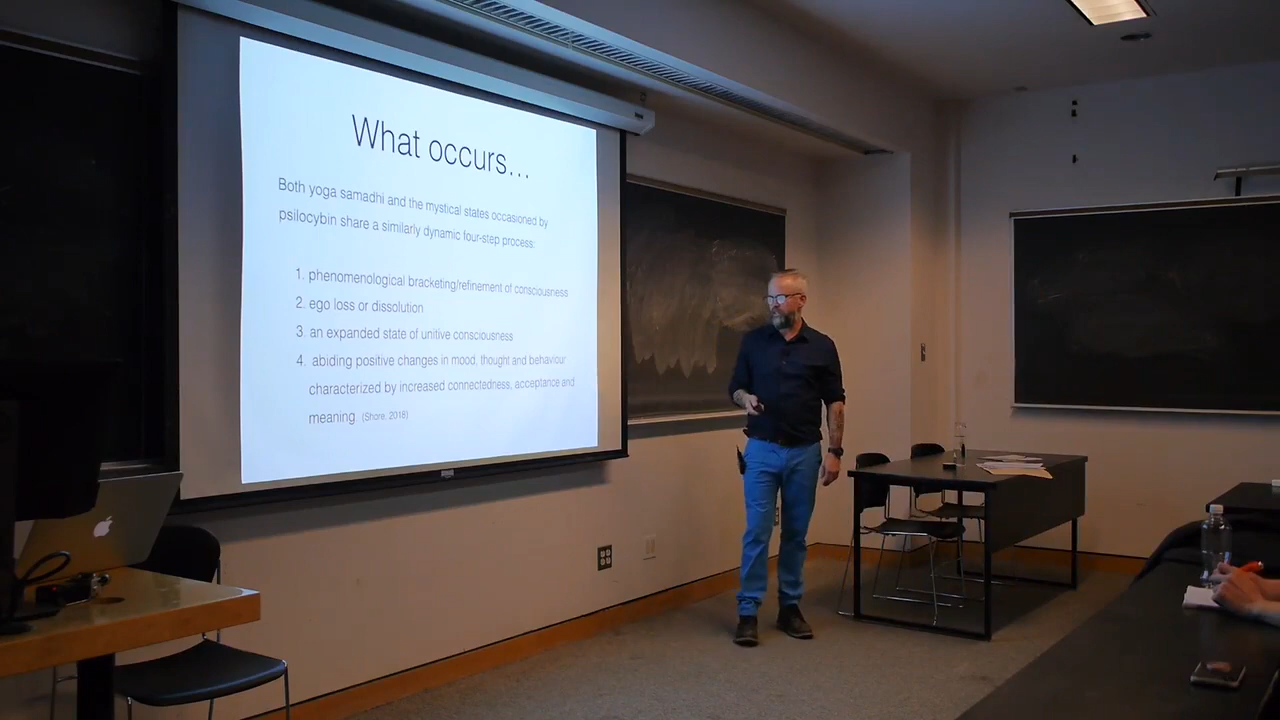 What occurs…
Both yoga samadhi and the mystical states occasioned by
psilocybin share a similarly dynamic four-step process:
1. phenomenological bracketing/refinement of consciousness
2. ego loss or dissolution
3. an expanded state of unitive consciousness
4. abiding positive changes in mood, thought and behaviour
characterized by increased connectedness, acceptance and
meaning. (Shore, 2018)